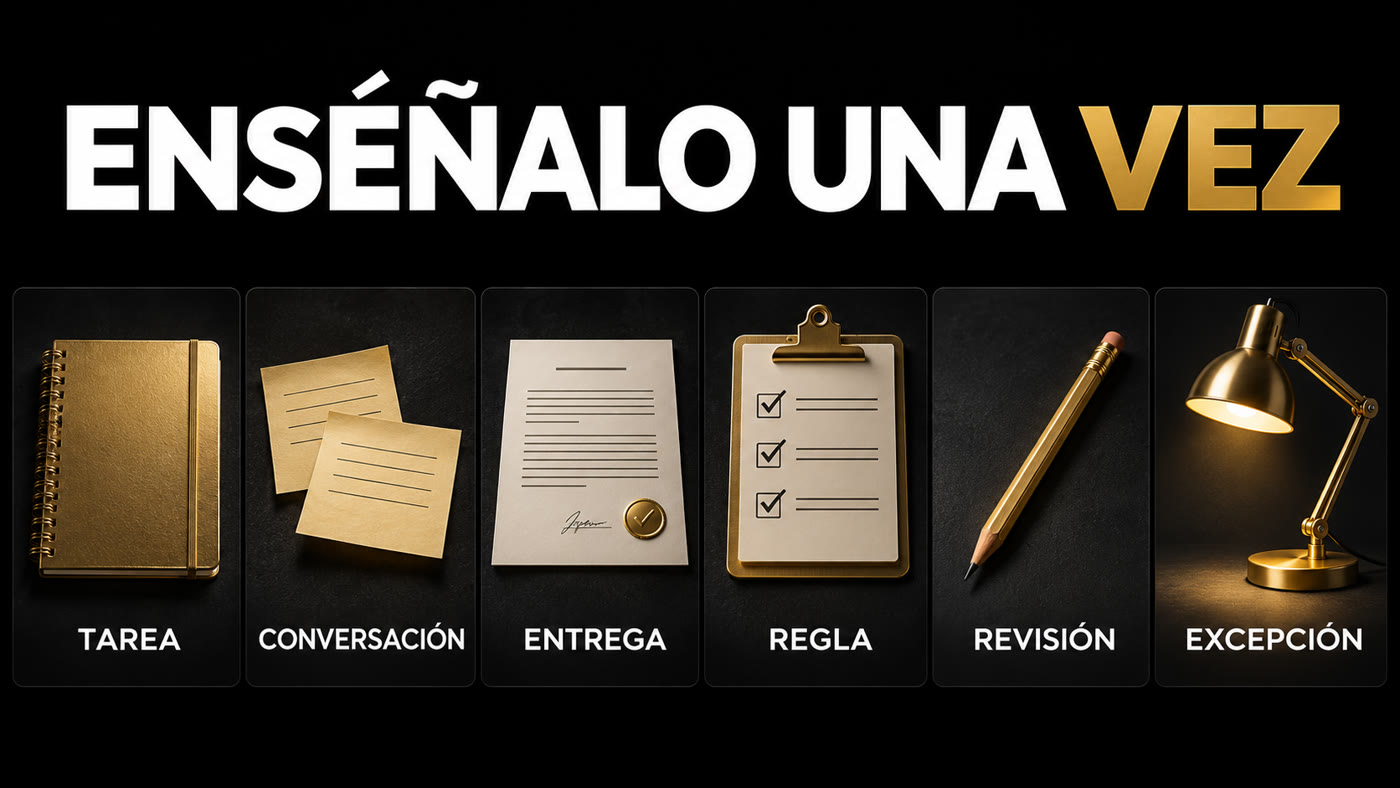 ENSÉÑALO UNA VEZ
TAREA
CONVERSACIÓN
ENTREGA
REGLA
REVISIÓN
EXCEPCIÓN